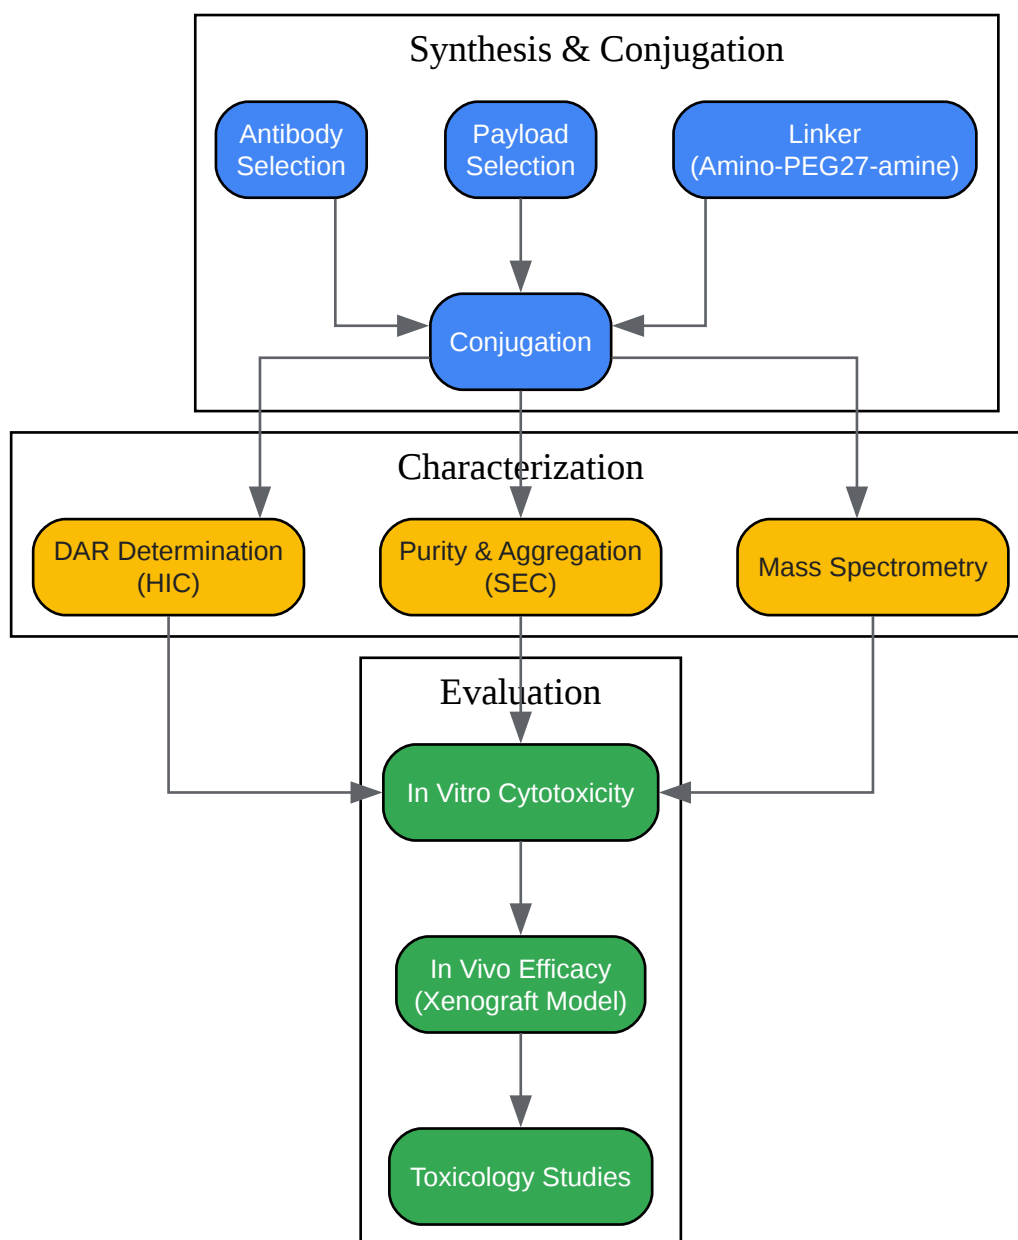 Synthesis & Conjugation
Antibody
Selection
Payload
Selection
Linker
(Amino-PEG27-amine)
Conjugation
Characterization
DAR Determination
(HIC)
Purity & Aggregation
(SEC)
Mass Spectrometry
Evaluation
In Vitro Cytotoxicity
In Vivo Efficacy
(Xenograft Model)
Toxicology Studies